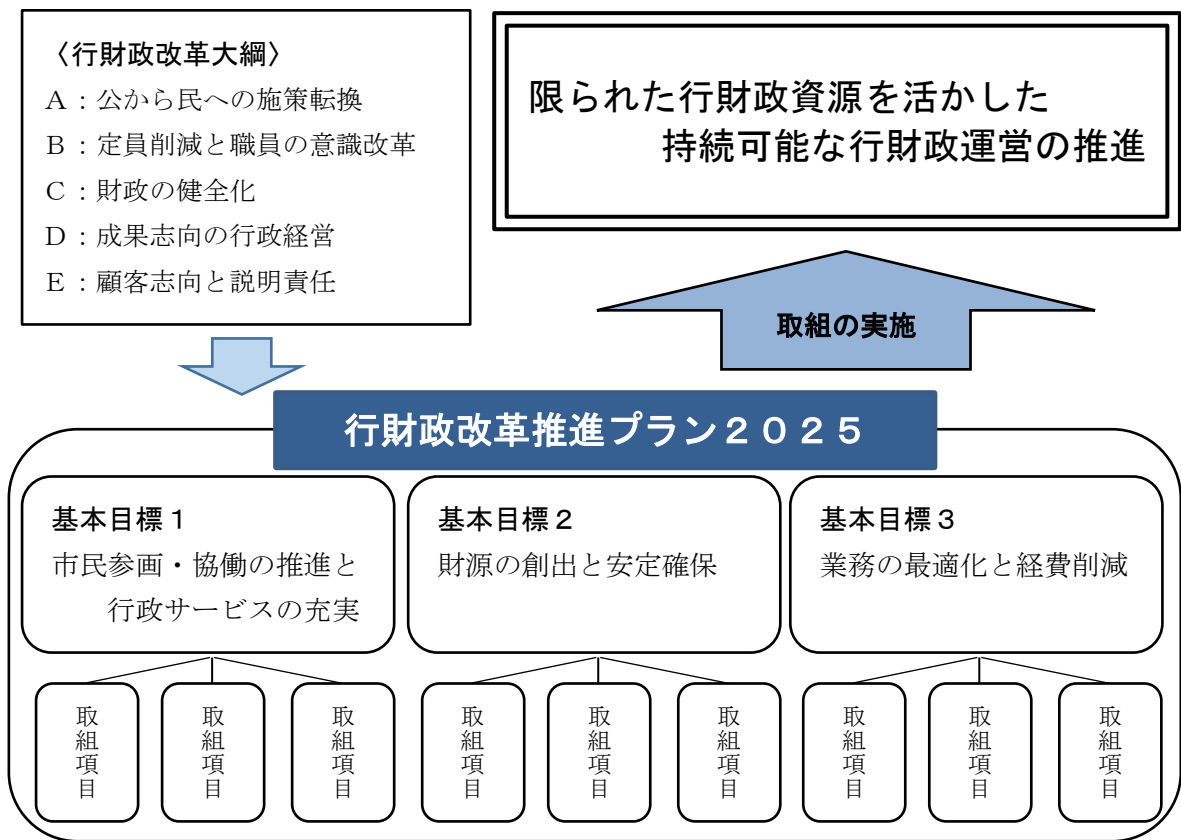 〈行財政改革大綱〉
Ａ：公から民への施策転換
Ｂ：定員削減と職員の意識改革
Ｃ：財政の健全化
Ｄ：成果志向の行政経営
Ｅ：顧客志向と説明責任
限られた行財政資源を活かした
持続可能な行財政運営の推進
取組の実施
行財政改革推進プラン２０２５
基本目標１
市民参画・協働の推進と
行政サービスの充実
基本目標２
財源の創出と安定確保
基本目標３
業務の最適化と経費削減
取組項目
取組項目
取組項目
取組項目
取組項目
取組項目
取組項目
取組項目
取組項目